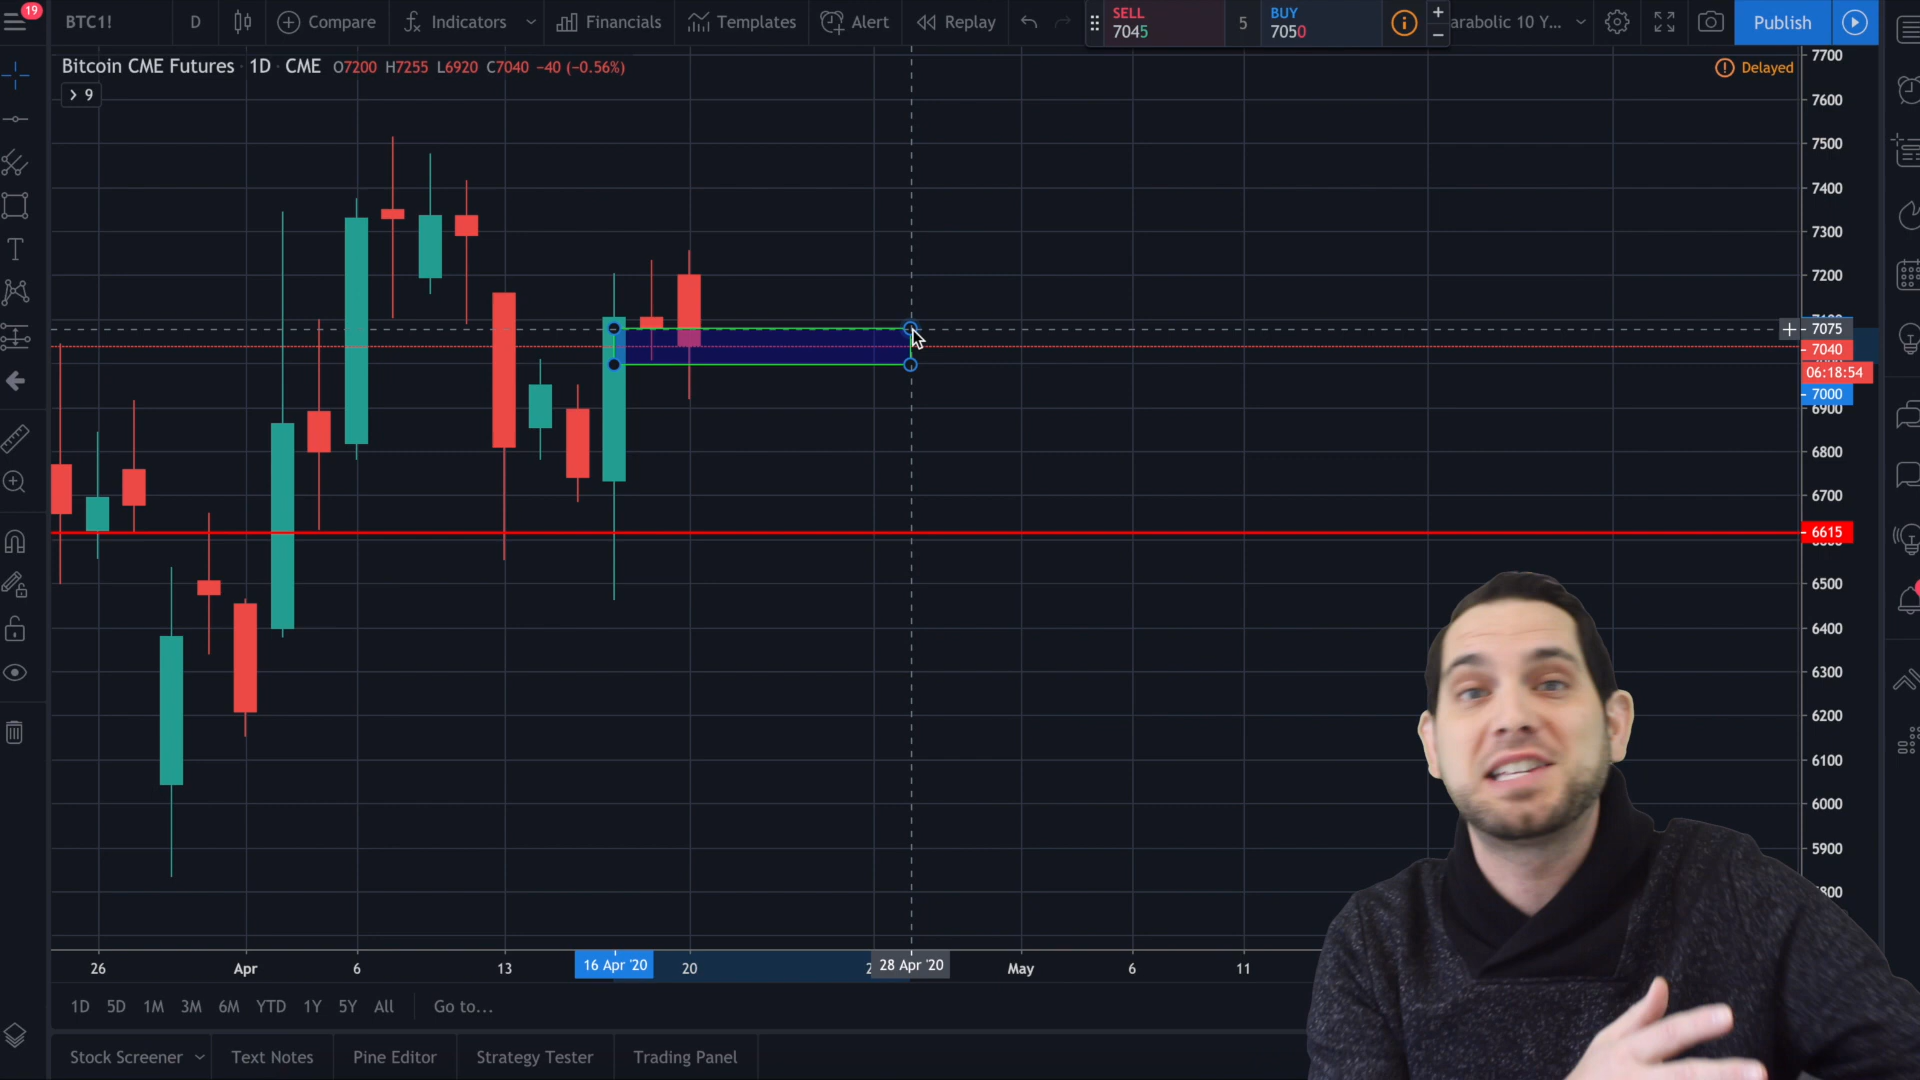 19
BTC1! D Compare Indicators Financials Templates Alert Replay
SELL
7045
5
BUY
7050
arabolic 10 Y...
Publish
Bitcoin CME Futures · 1D · CME O7200 H7255 L6920 C7040 −40 (−0.56%)
Delayed
9
7700
7600
7500
7400
7300
7200
7075
7040
06:18:54
7000
6900
6800
6700
6615
6500
6400
6300
6200
6100
6000
5900
26 Apr 6 13 16 Apr '20 20 28 Apr '20 May 6 11
1D 5D 1M 3M 6M YTD 1Y 5Y All Go to...
Stock Screener Text Notes Pine Editor Strategy Tester Trading Panel